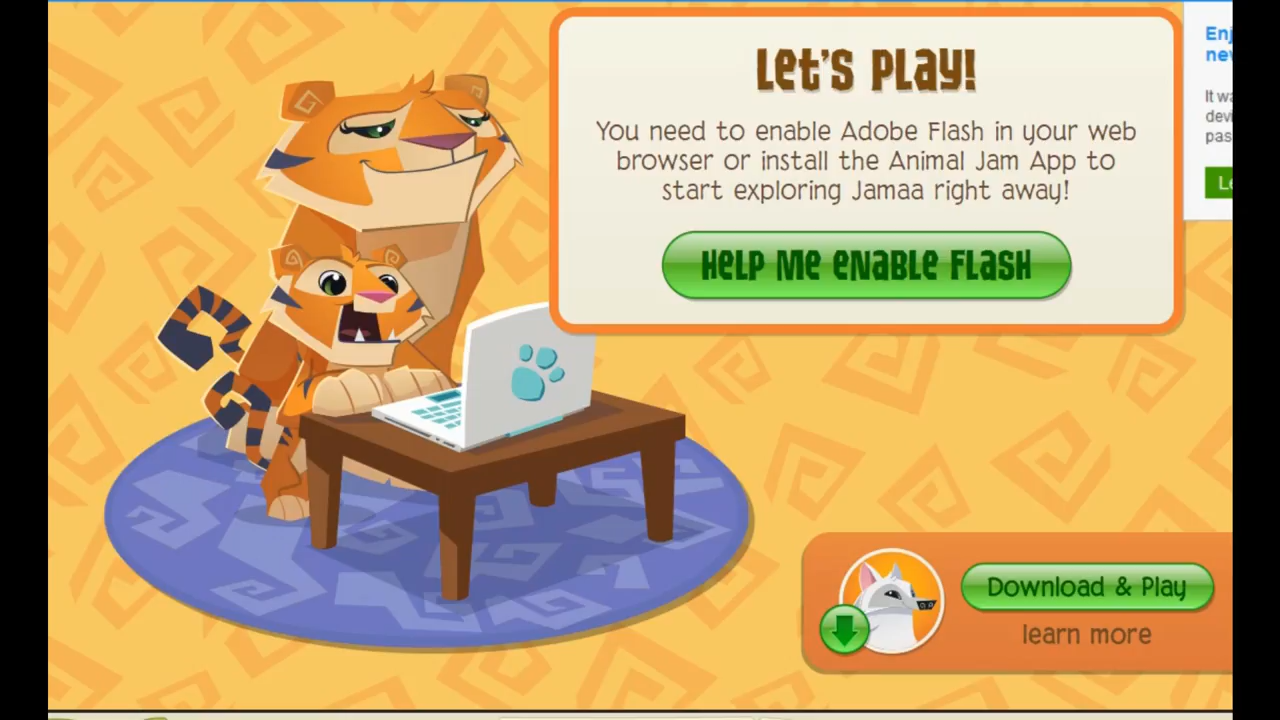 Let's Play!
You need to enable Adobe Flash in your web
browser or install the Animal Jam App to
start exploring Jamaa right away!
Help Me Enable Flash
It
Download & Play
learn more